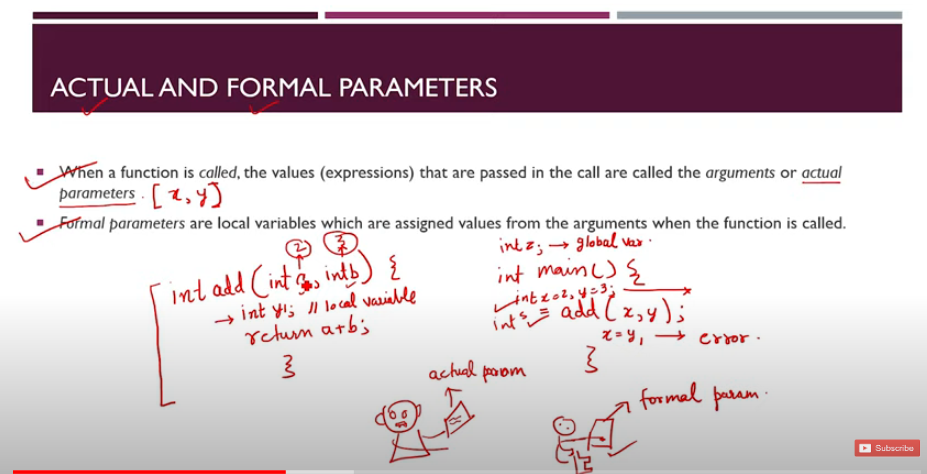 ACTUAL AND FORMAL PARAMETERS
When a function is called, the values (expressions) that are passed in the call are called the arguments or actual
parameters . [x, y]
Formal parameters are local variables which are assigned values from the arguments when the function is called.
2 3
int add ( int a, int b) {
→ int y1; // local variable
return a+b;
}
int z; → global var.
int main() {
int x=2, y=3;
int s = add (x, y);
x = y1 → error.
}
actual param
formal param.
Subscribe